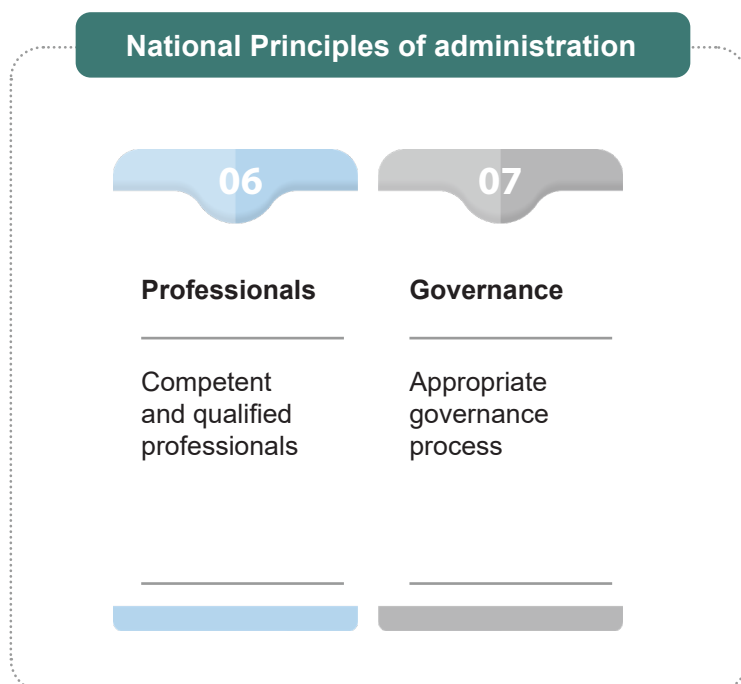 National Principles of administration
06
Professionals
Competent
and qualified
professionals
07
Governance
Appropriate
governance
process